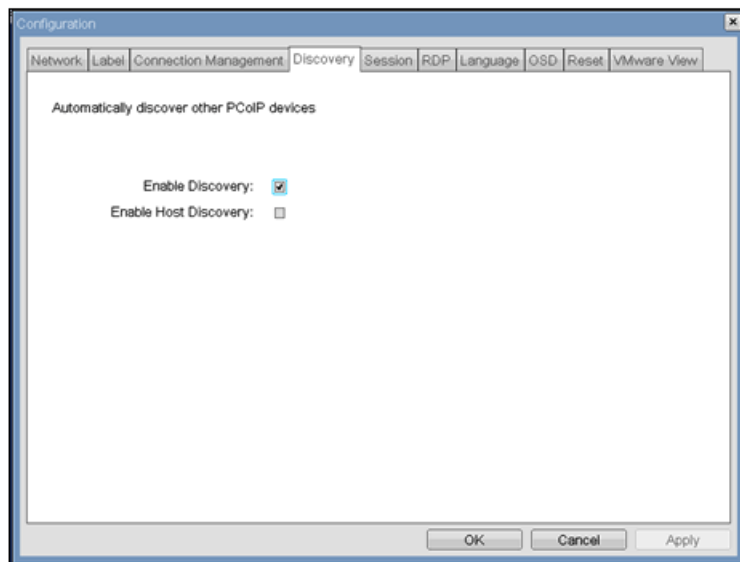 Configuration
Network Label Connection Management Discovery Session RDP Language OSD Reset VMware View
Automatically discover other PCoIP devices
Enable Discovery:
Enable Host Discovery:
OK Cancel Apply